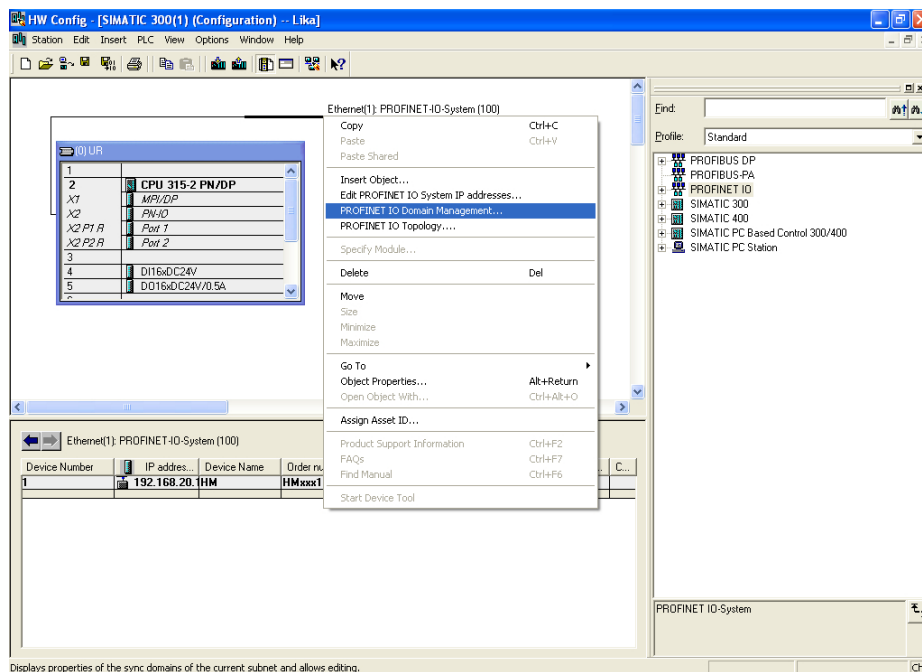 HW Config - [SIMATIC 300(1) (Configuration) -- Lika]
Station Edit Insert PLC View Options Window Help
Ethernet(1): PROFINET-IO-System (100)
(0) UR
1
2 CPU 315-2 PN/DP
X1 MPI/DP
X2 PN-IO
X2 P1 R Port 1
X2 P2 R Port 2
3
4 DI16xDC24V
5 DO16xDC24V/0.5A
Copy Ctrl+C
Paste Ctrl+V
Paste Shared
Insert Object...
Edit PROFINET IO System IP addresses...
PROFINET IO Domain Management...
PROFINET IO Topology....
Specify Module...
Delete Del
Move
Size
Minimize
Maximize
Go To
Object Properties... Alt+Return
Open Object With... Ctrl+Alt+O
Assign Asset ID...
Product Support Information Ctrl+F2
FAQs Ctrl+F7
Find Manual Ctrl+F6
Start Device Tool
Find:
Profile: Standard
PROFIBUS DP
PROFIBUS-PA
PROFINET IO
SIMATIC 300
SIMATIC 400
SIMATIC PC Based Control 300/400
SIMATIC PC Station
Ethernet(1): PROFINET-IO-System (100)
Device Number IP addres... Device Name Order nu C...
1 192.168.20.1 HM HMxxx1
PROFINET IO-System
Displays properties of the sync domains of the current subnet and allows editing. Ch